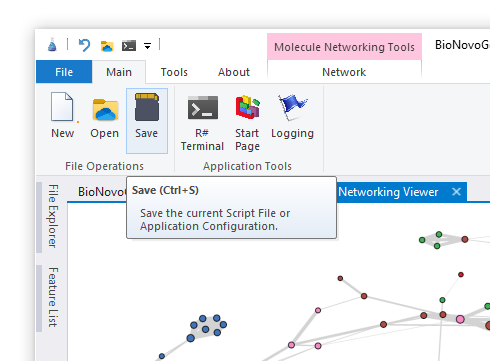 Molecule Networking Tools
BioNovoG
File
Main
Tools
About
Network
New
Open
Save
R#
Terminal
Start
Page
Logging
File Operations
Application Tools
File Explorer
Feature List
BioNovo
Networking Viewer
Save (Ctrl+S)
Save the current Script File or
Application Configuration.